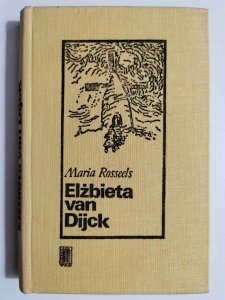 Maria Rosseels
Elżbieta
van
Dijck